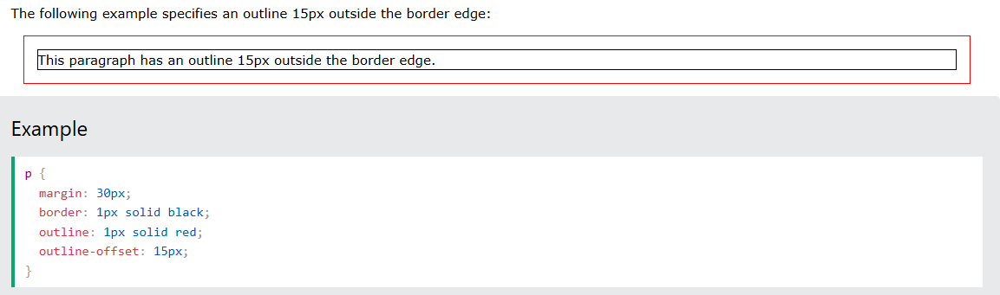 The following example specifies an outline 15px outside the border edge:
This paragraph has an outline 15px outside the border edge.
Example
p {
  margin: 30px;
  border: 1px solid black;
  outline: 1px solid red;
  outline-offset: 15px;
}